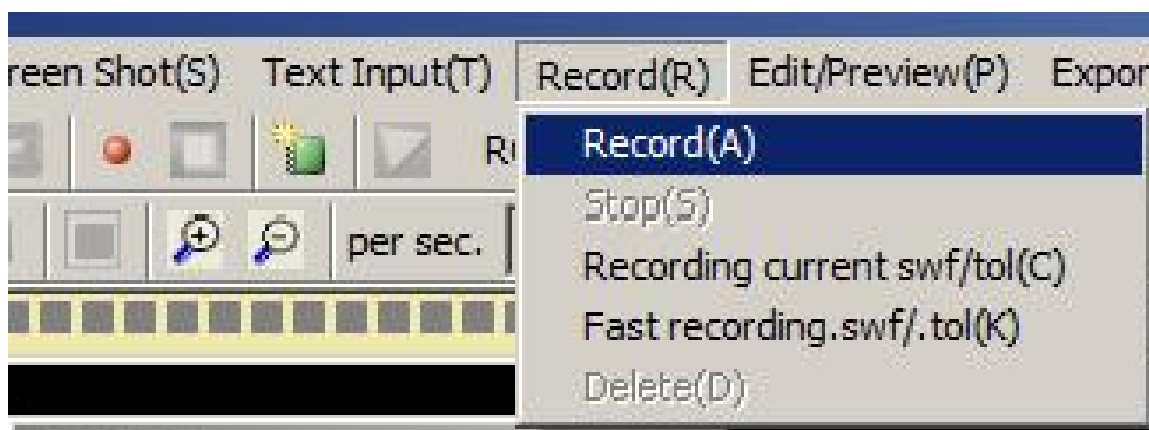 reen Shot(S) Text Input(T) Record(R) Edit/Preview(P) Expor
Record(A)
Stop(S)
per sec.
Recording current swf/tol(C)
Fast recording.swf/.tol(K)
Delete(D)